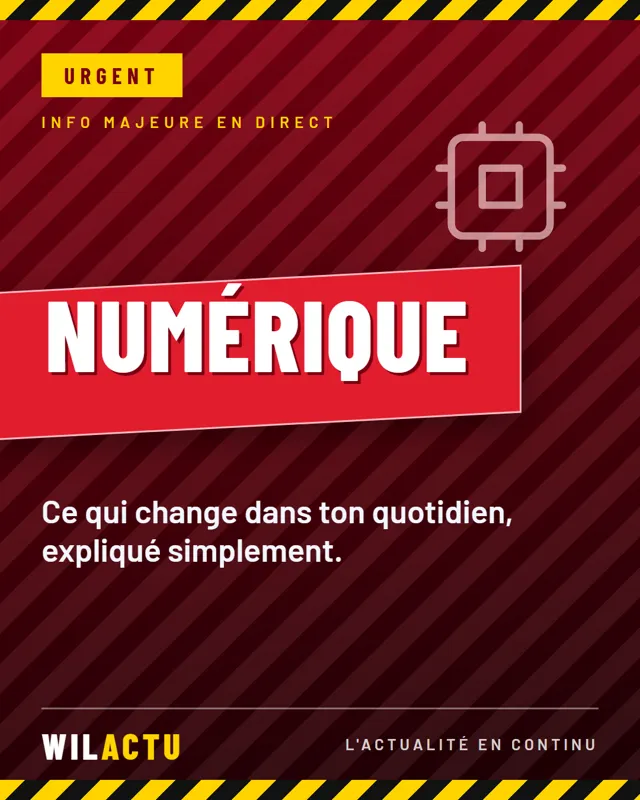 URGENT
INFO MAJEURE EN DIRECT
NUMÉRIQUE
Ce qui change dans ton quotidien,
expliqué simplement.
WILACTU
L'ACTUALITÉ EN CONTINU